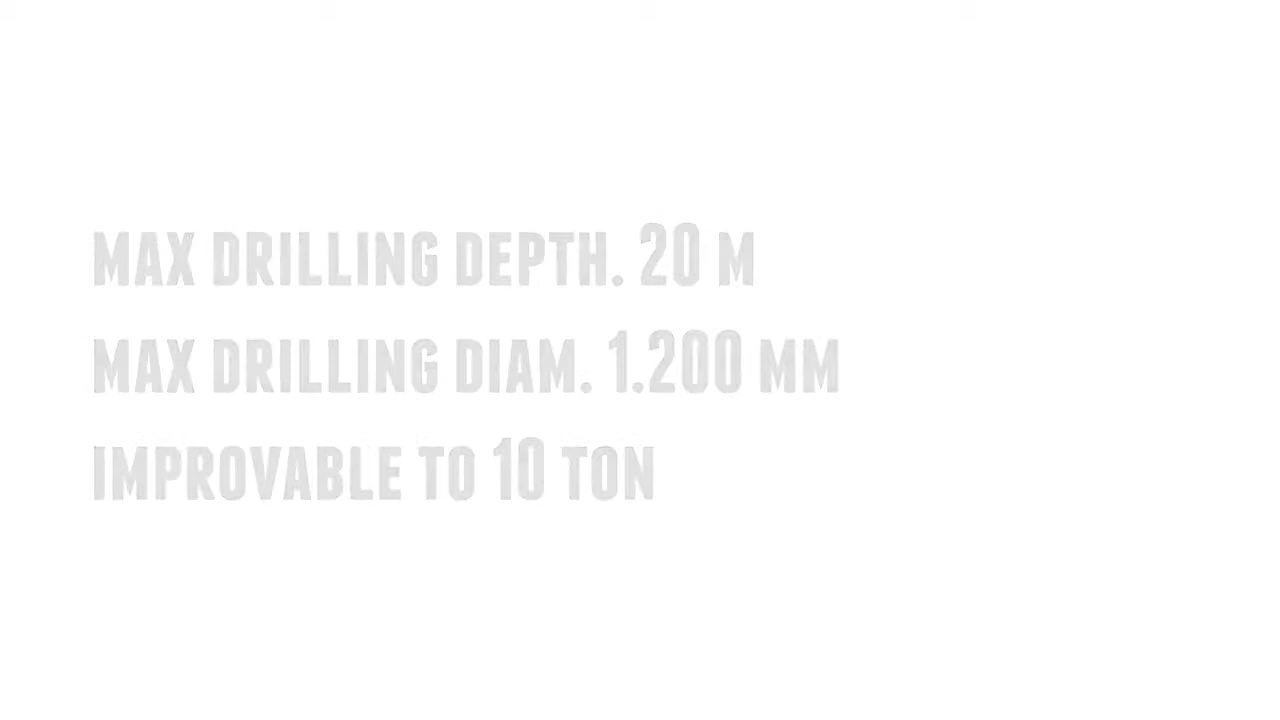 MAX DRILLING DEPTH. 20 M
MAX DRILLING DIAM. 1.200 MM
IMPROVABLE TO 10 TON